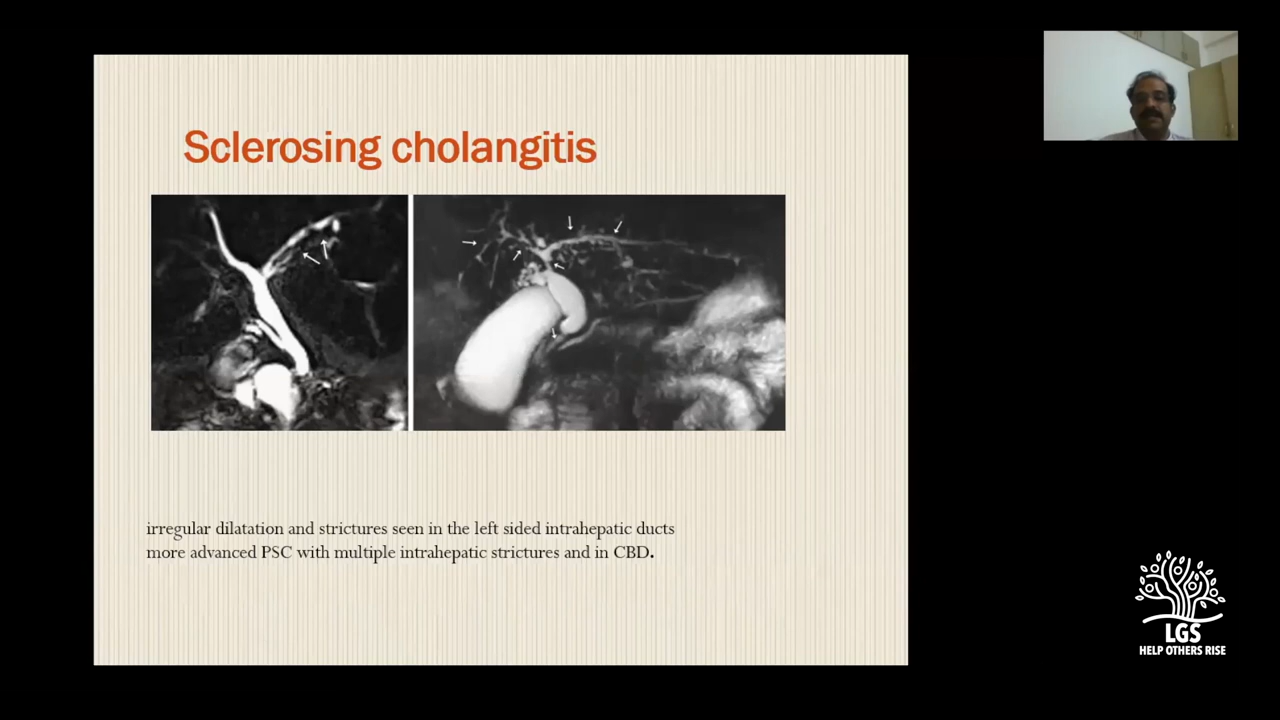 Sclerosing cholangitis
irregular dilatation and strictures seen in the left sided intrahepatic ducts
more advanced PSC with multiple intrahepatic strictures and in CBD.
LGS
HELP OTHERS RISE